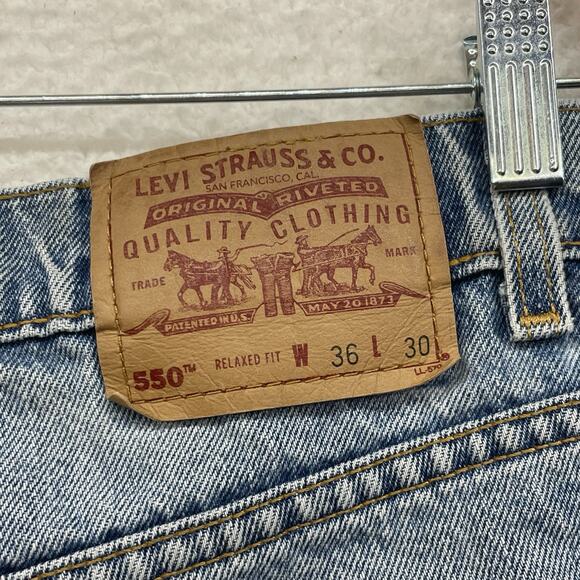 LEVI STRAUSS & CO.
SAN FRANCISCO, CAL.
ORIGINAL RIVETED
QUALITY CLOTHING
TRADE MARK
PATENTED IN U.S. MAY 20 1873
550™ RELAXED FIT W 36 L 30